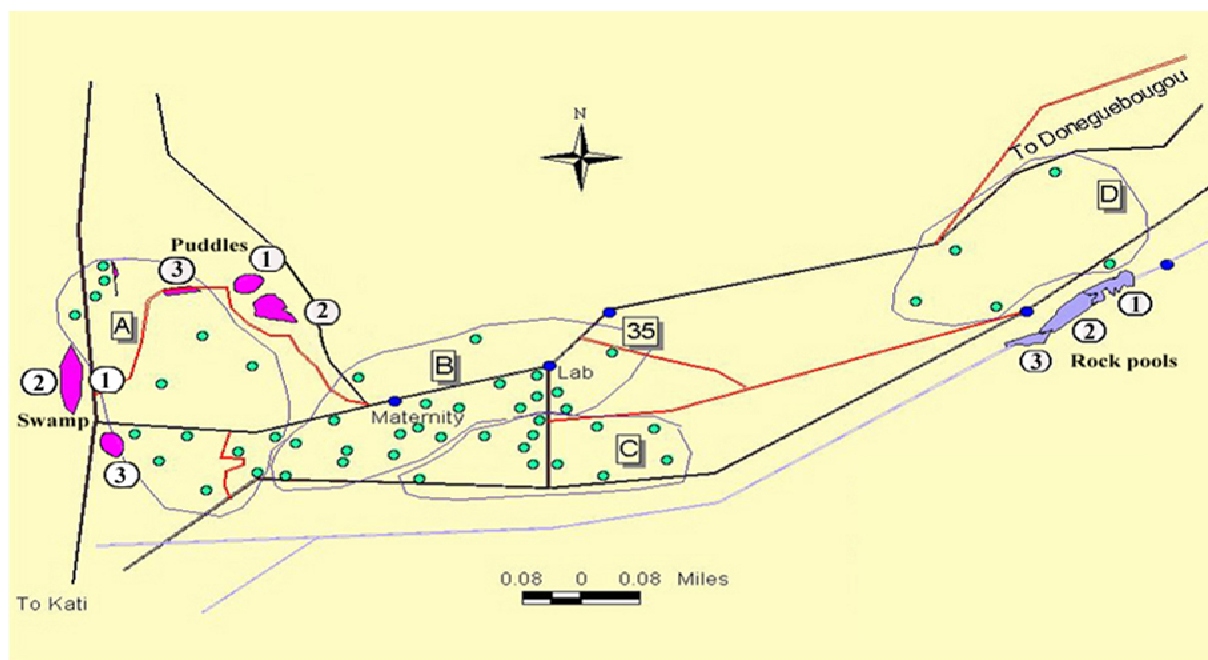 N
To Doneguebougou
D
Puddles
1
3
2
A
35
1
2
3
Rock pools
B
Lab
2
1
Swamp
Maternity
C
3
0.08 0 0.08 Miles
To Kati